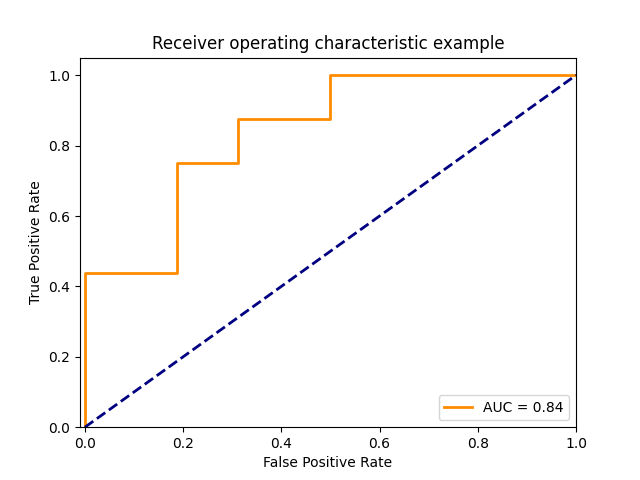 Receiver operating characteristic example
1.0
0.8
0.6
0.4
0.2
0.0
True Positive Rate
AUC = 0.84
0.0 0.2 0.4 0.6 0.8 1.0
False Positive Rate